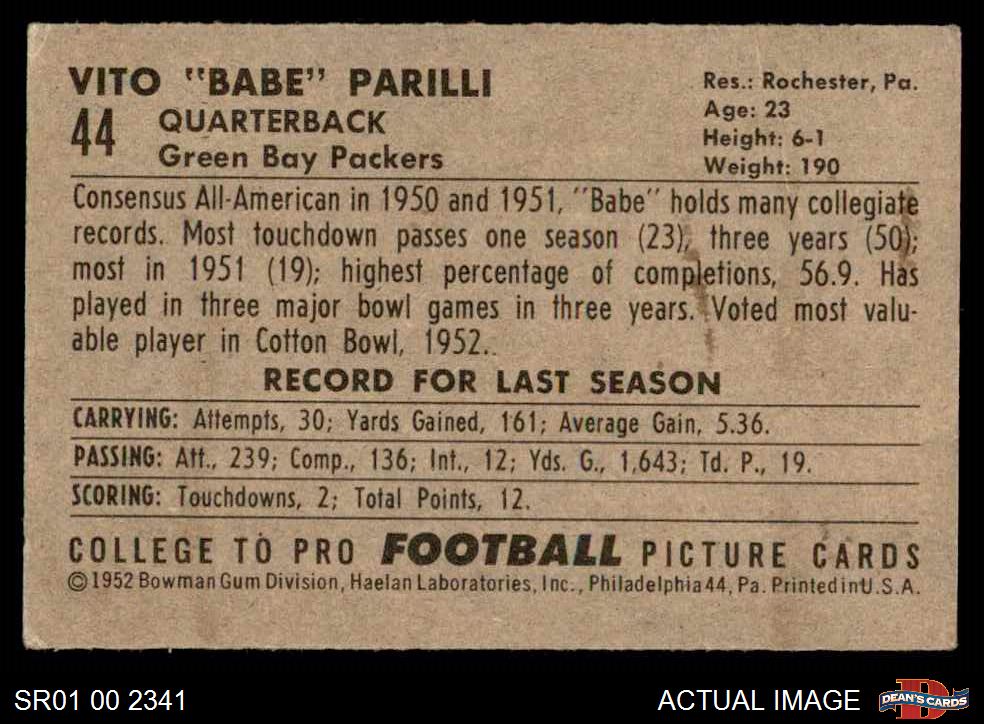 VITO "BABE" PARILLI
44
QUARTERBACK
Green Bay Packers
Res.: Rochester, Pa.
Age: 23
Height: 6-1
Weight: 190
Consensus All-American in 1950 and 1951, "Babe" holds many collegiate
records. Most touchdown passes one season (23), three years (50);
most in 1951 (19); highest percentage of completions, 56.9. Has
played in three major bowl games in three years. Voted most valu-
able player in Cotton Bowl, 1952.
RECORD FOR LAST SEASON
CARRYING: Attempts, 30; Yards Gained, 161; Average Gain, 5.36.
PASSING: Att., 239; Comp., 136; Int., 12; Yds. G., 1,643; Td. P., 19.
SCORING: Touchdowns, 2; Total Points, 12.
COLLEGE TO PRO FOOTBALL PICTURE CARDS
©1952 Bowman Gum Division, Haelan Laboratories, Inc., Philadelphia 44, Pa. Printed in U.S.A.
SR01 00 2341
ACTUAL IMAGE
D
DEAN'S CARDS